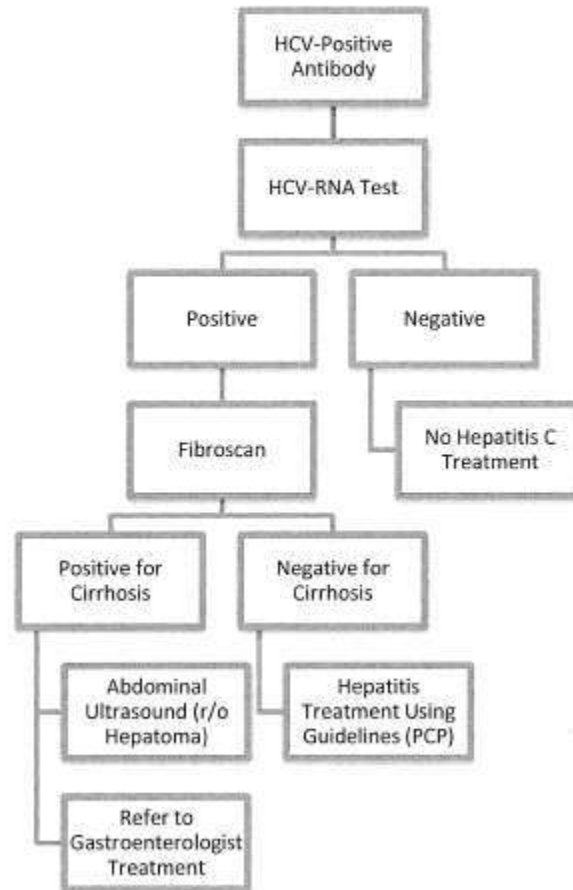 HCV-Positive
Antibody
HCV-RNA Test
Positive
Negative
Fibroscan
No Hepatitis C
Treatment
Positive for
Cirrhosis
Negative for
Cirrhosis
Abdominal
Ultrasound (r/o
Hepatoma)
Hepatitis
Treatment Using
Guidelines (PCP)
Refer to
Gastroenterologist
Treatment